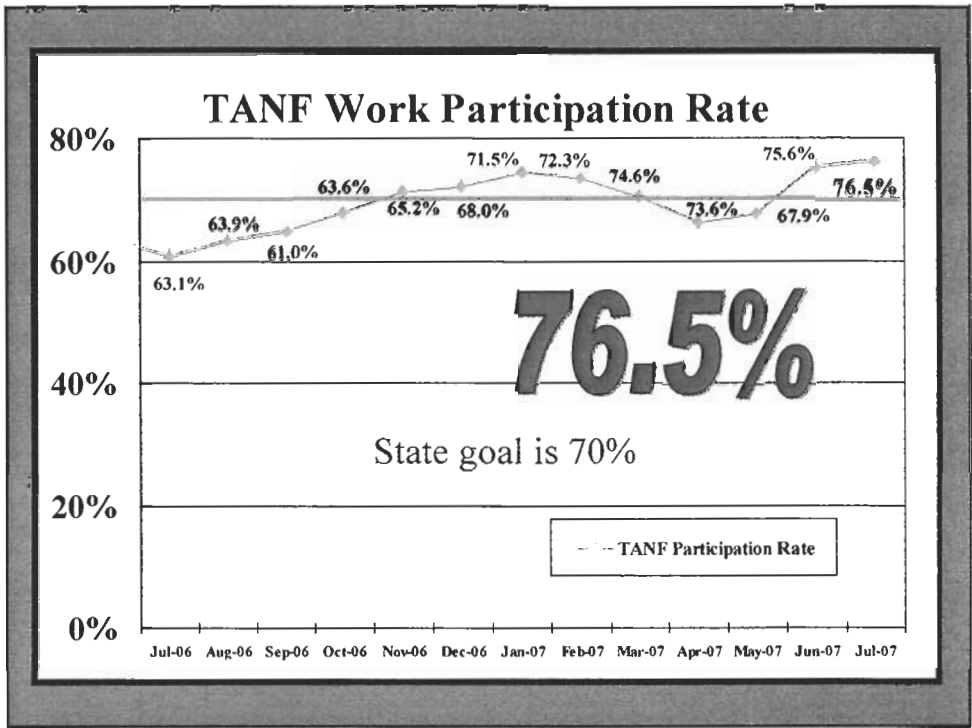 TANF Work Participation Rate
80%
71.5% 72.3% 74.6% 75.6%
63.6% 76.5%
65.2% 68.0% 73.6% 67.9%
63.9%
61.0%
60%
63.1%
76.5%
40%
State goal is 70%
20%
TANF Participation Rate
0%
Jul-06 Aug-06 Sep-06 Oct-06 Nov-06 Dec-06 Jan-07 Feb-07 Mar-07 Apr-07 May-07 Jun-07 Jul-07